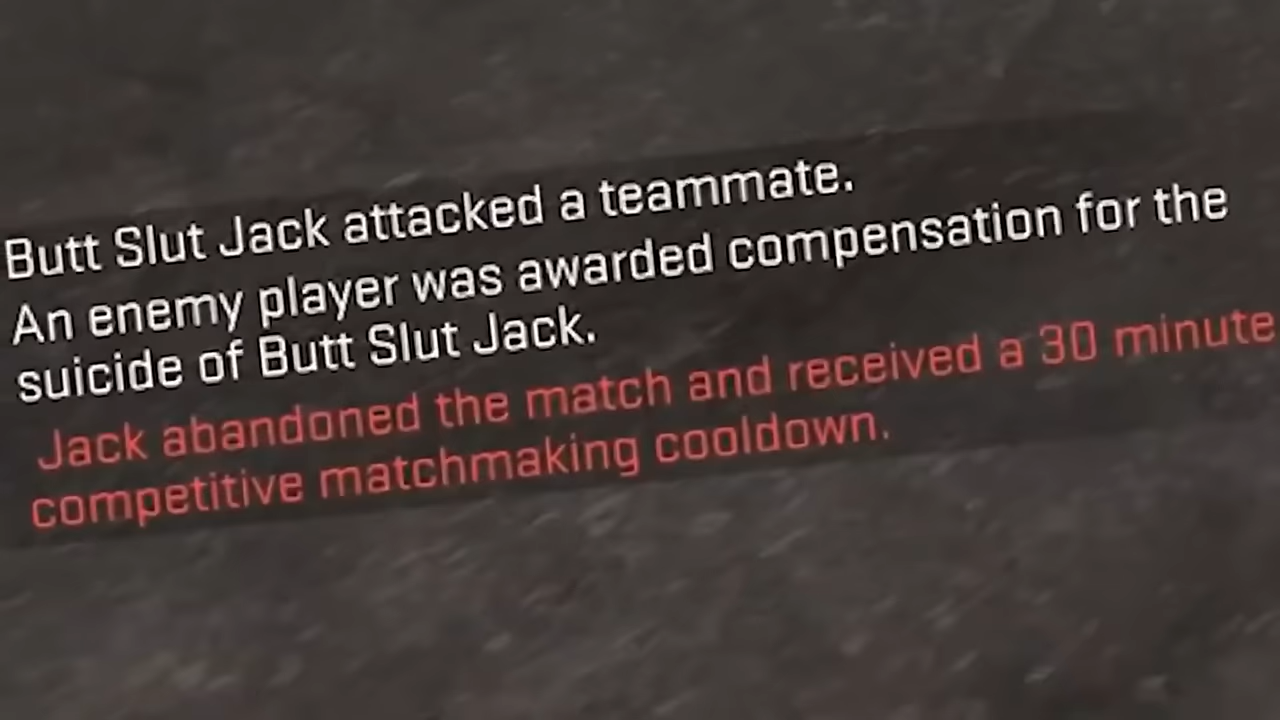 Butt Slut Jack attacked a teammate.
An enemy player was awarded compensation for the
suicide of Butt Slut Jack.
Jack abandoned the match and received a 30 minute
competitive matchmaking cooldown.